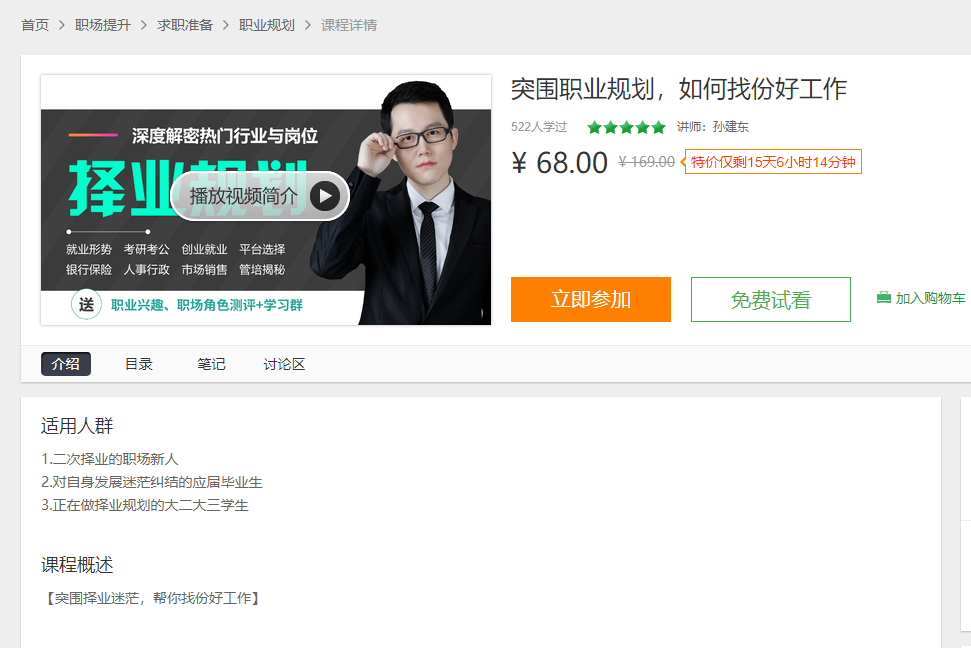 首页 > 职场提升 > 求职准备 > 职业规划 > 课程详情
深度解密热门行业与岗位
择业规划
播放视频简介
就业形势 考研考公 创业就业 平台选择
银行保险 人事行政 市场销售 管培揭秘
送 职业兴趣、职场角色测评+学习群
突围职业规划，如何找份好工作
522人学过 讲师：孙建东
¥ 68.00 ¥ 169.00 特价仅剩15天6小时14分钟
立即参加 免费试看 加入购物车
介绍 目录 笔记 讨论区
适用人群
1.二次择业的职场新人
2.对自身发展迷茫纠结的应届毕业生
3.正在做择业规划的大二大三学生
课程概述
【突围择业迷茫，帮你找份好工作】